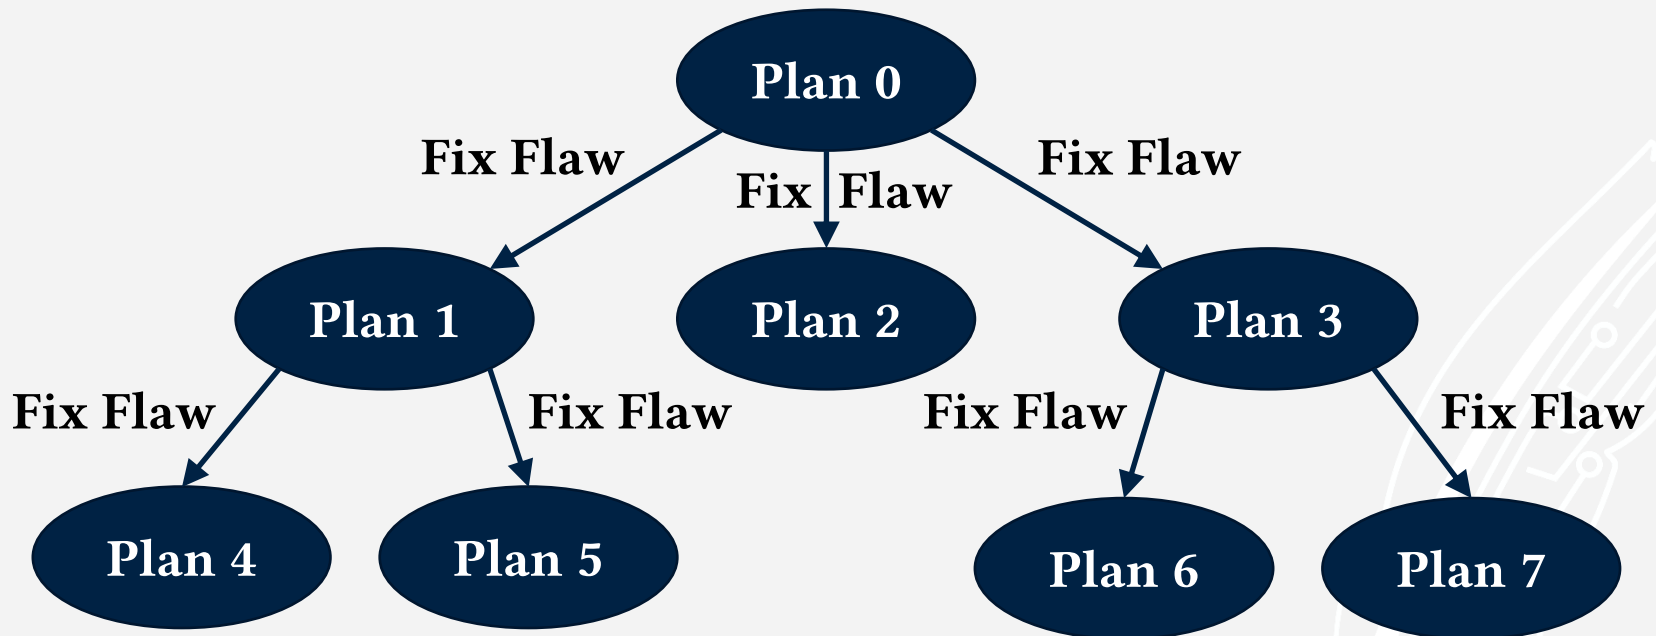 Plan 0
Fix Flaw
Fix Flaw
Fix Flaw
Plan 1
Plan 2
Plan 3
Fix Flaw
Fix Flaw
Fix Flaw
Fix Flaw
Plan 4
Plan 5
Plan 6
Plan 7